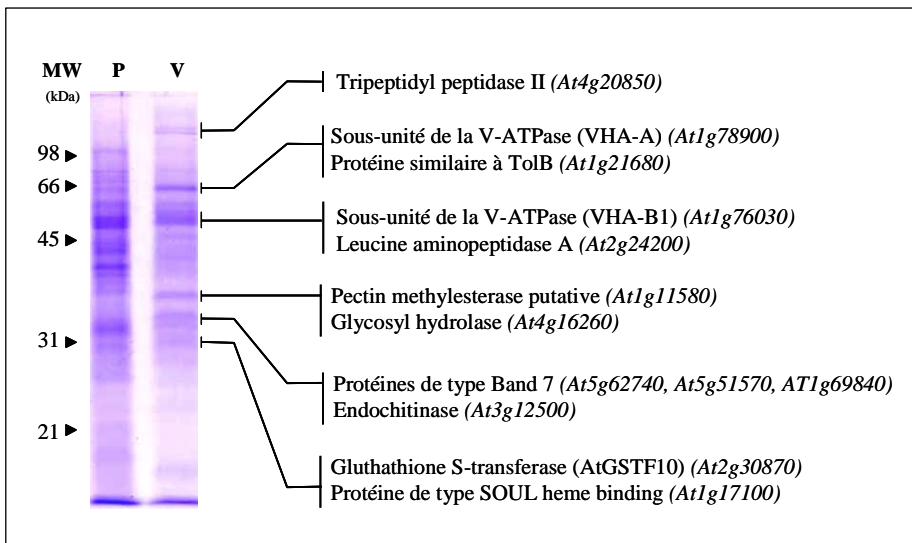 MW P V
(kDa)
98
66
45
31
21
Tripeptidyl peptidase II (At4g20850)
Sous-unité de la V-ATPase (VHA-A) (At1g78900)
Protéine similaire à TolB (At1g21680)
Sous-unité de la V-ATPase (VHA-B1) (At1g76030)
Leucine aminopeptidase A (At2g24200)
Pectin methylesterase putative (At1g11580)
Glycosyl hydrolase (At4g16260)
Protéines de type Band 7 (At5g62740, At5g51570, AT1g69840)
Endochitinase (At3g12500)
Gluthathione S-transferase (AtGSTF10) (At2g30870)
Protéine de type SOUL heme binding (At1g17100)